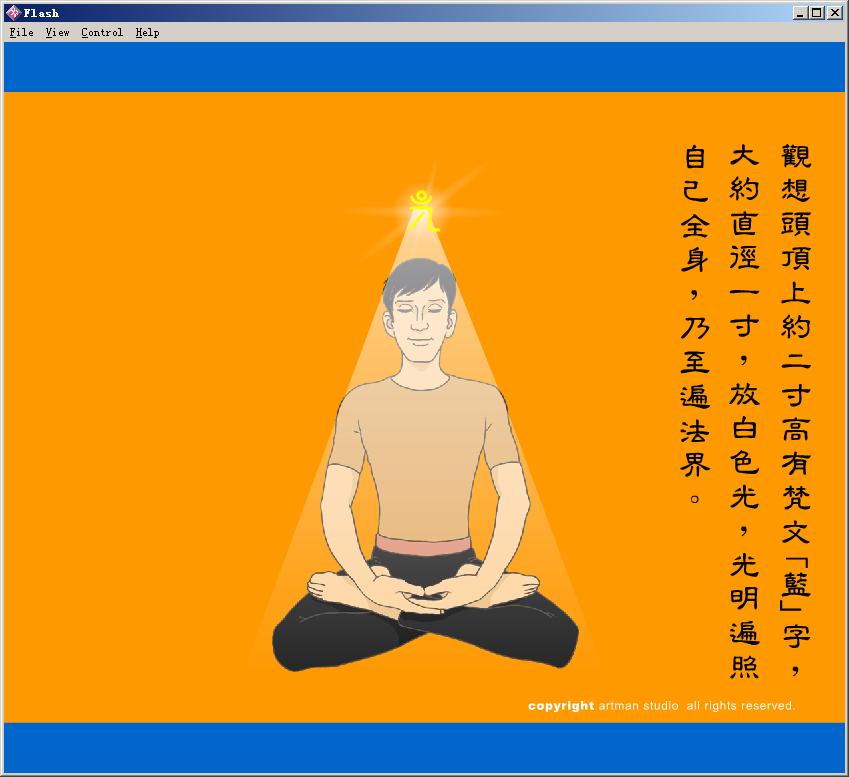 Flash
File View Control Help
觀想頭頂上約二寸高有梵文「藍」字，
大約直徑一寸，放白色光，光明遍照
自己全身，乃至遍法界。
copyright artman studio all rights reserved.